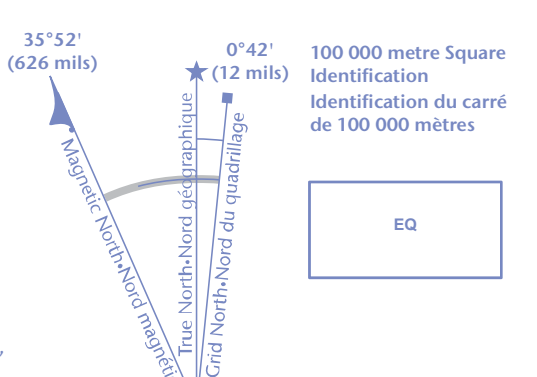 35°52'
(626 mils)
0°42'
(12 mils)
100 000 metre Square
Identification
Identification du carré
de 100 000 mètres
EQ
Magnetic North•Nord magnéti
True North•Nord géographique
Grid North•Nord du quadrillage